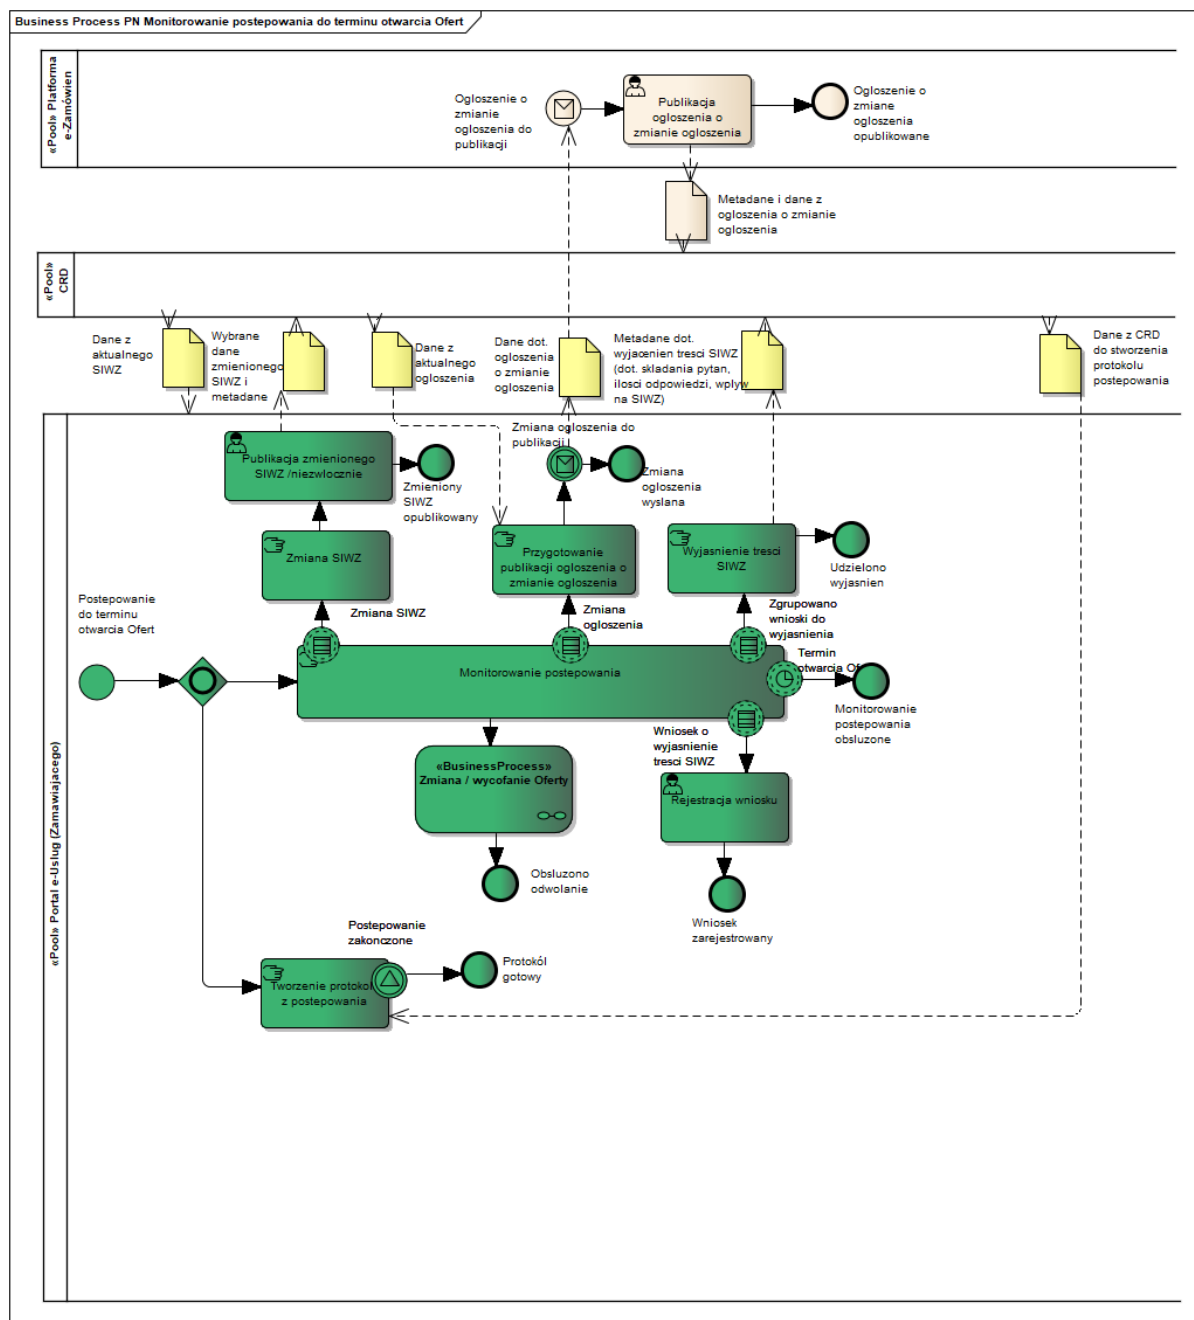 Business Process PN Monitorowanie postepowania do terminu otwarcia Ofert
«Pool» Platforma
e-Zamówien
Ogloszenie o
zmianie
ogloszenia do
publikacji
Publikacja
ogloszenia o
zmianie ogloszenia
Ogloszenie o
zmiane
ogloszenia
opublikowane
Metadane i dane z
ogloszenia o zmianie
ogloszenia
«Pool»
CRD
Dane z
aktualnego
SIWZ
Wybrane
dane
zmienionego
SIWZ i
metadane
Dane z
aktualnego
ogloszenia
Dane dot.
ogloszenia
o zmianie
ogloszenia
Metadane dot.
wyjacenien tresci SIWZ
(dot. skladania pytan,
ilosci odpowiedzi, wplyw
na SIWZ)
Dane z CRD
do stworzenia
protokolu
postepowania
«Pool» Portal e-Uslug (Zamawiajacego)
Publikacja zmienionego
SIWZ /niezwlocznie
Zmieniony
SIWZ
opublikowany
Zmiana ogloszenia do
publikacji
Zmiana
ogloszenia
wyslana
Zmiana SIWZ
Przygotowanie
publikacji ogloszenia o
zmianie ogloszenia
Wyjasnienie tresci
SIWZ
Udzielono
wyjasnien
Postepowanie
do terminu
otwarcia Ofert
Zmiana SIWZ
Zmiana
ogloszenia
Zgrupowano
wnioski do
wyjasnienia
Termin
otwarcia Of
Monitorowanie postepowania
Monitorowanie
postepowania
obsluzone
Wniosek o
wyjasnienie
tresci SIWZ
«BusinessProcess»
Zmiana / wycofanie Oferty
Rejestracja wniosku
Obsluzono
odwolanie
Wniosek
zarejestrowany
Postepowanie
zakonczone
Tworzenie protokol
z postepowania
Protokól
gotowy